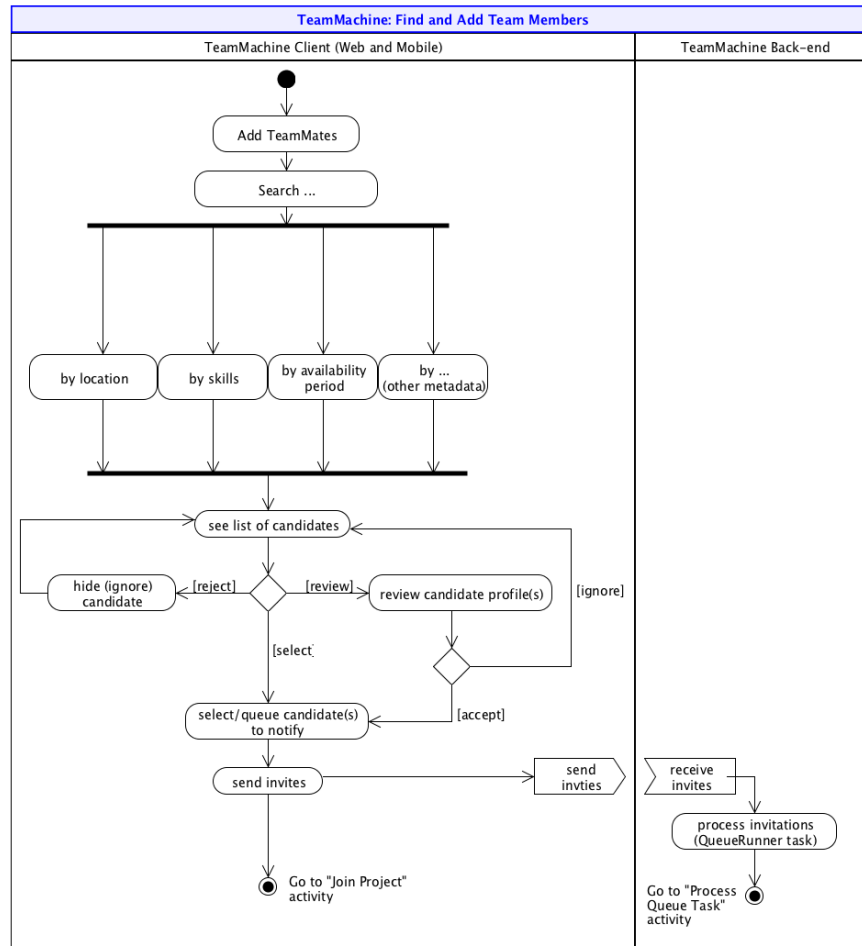 TeamMachine: Find and Add Team Members
TeamMachine Client (Web and Mobile)
TeamMachine Back-end
Add TeamMates
Search ...
by location
by skills
by availability
period
by ...
(other metadata)
see list of candidates
hide (ignore)
candidate
[reject]
[review]
review candidate profile(s)
[ignore]
[select]
select/queue candidate(s)
to notify
[accept]
send invites
send
invties
receive
invites
process invitations
(QueueRunner task)
Go to "Join Project"
activity
Go to "Process
Queue Task"
activity